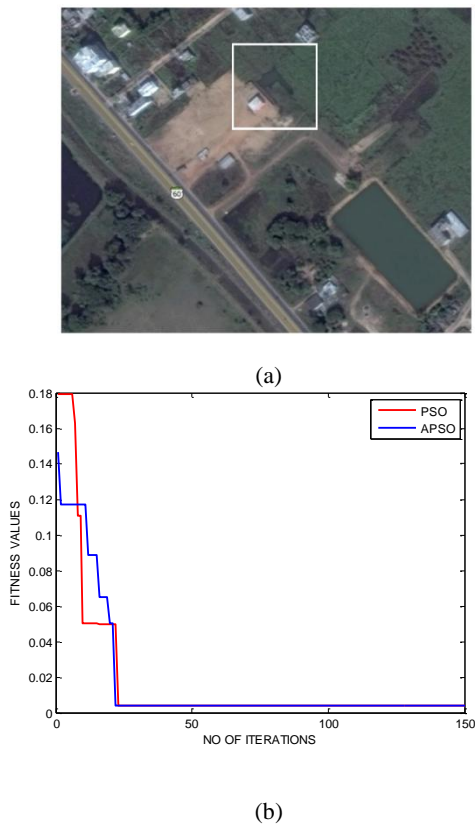 60
(a)
0.18
0.16
0.14
0.12
0.1
0.08
0.06
0.04
0.02
0
FITNESS VALUES
PSO
APSO
0
50
100
150
NO OF ITERATIONS
(b)